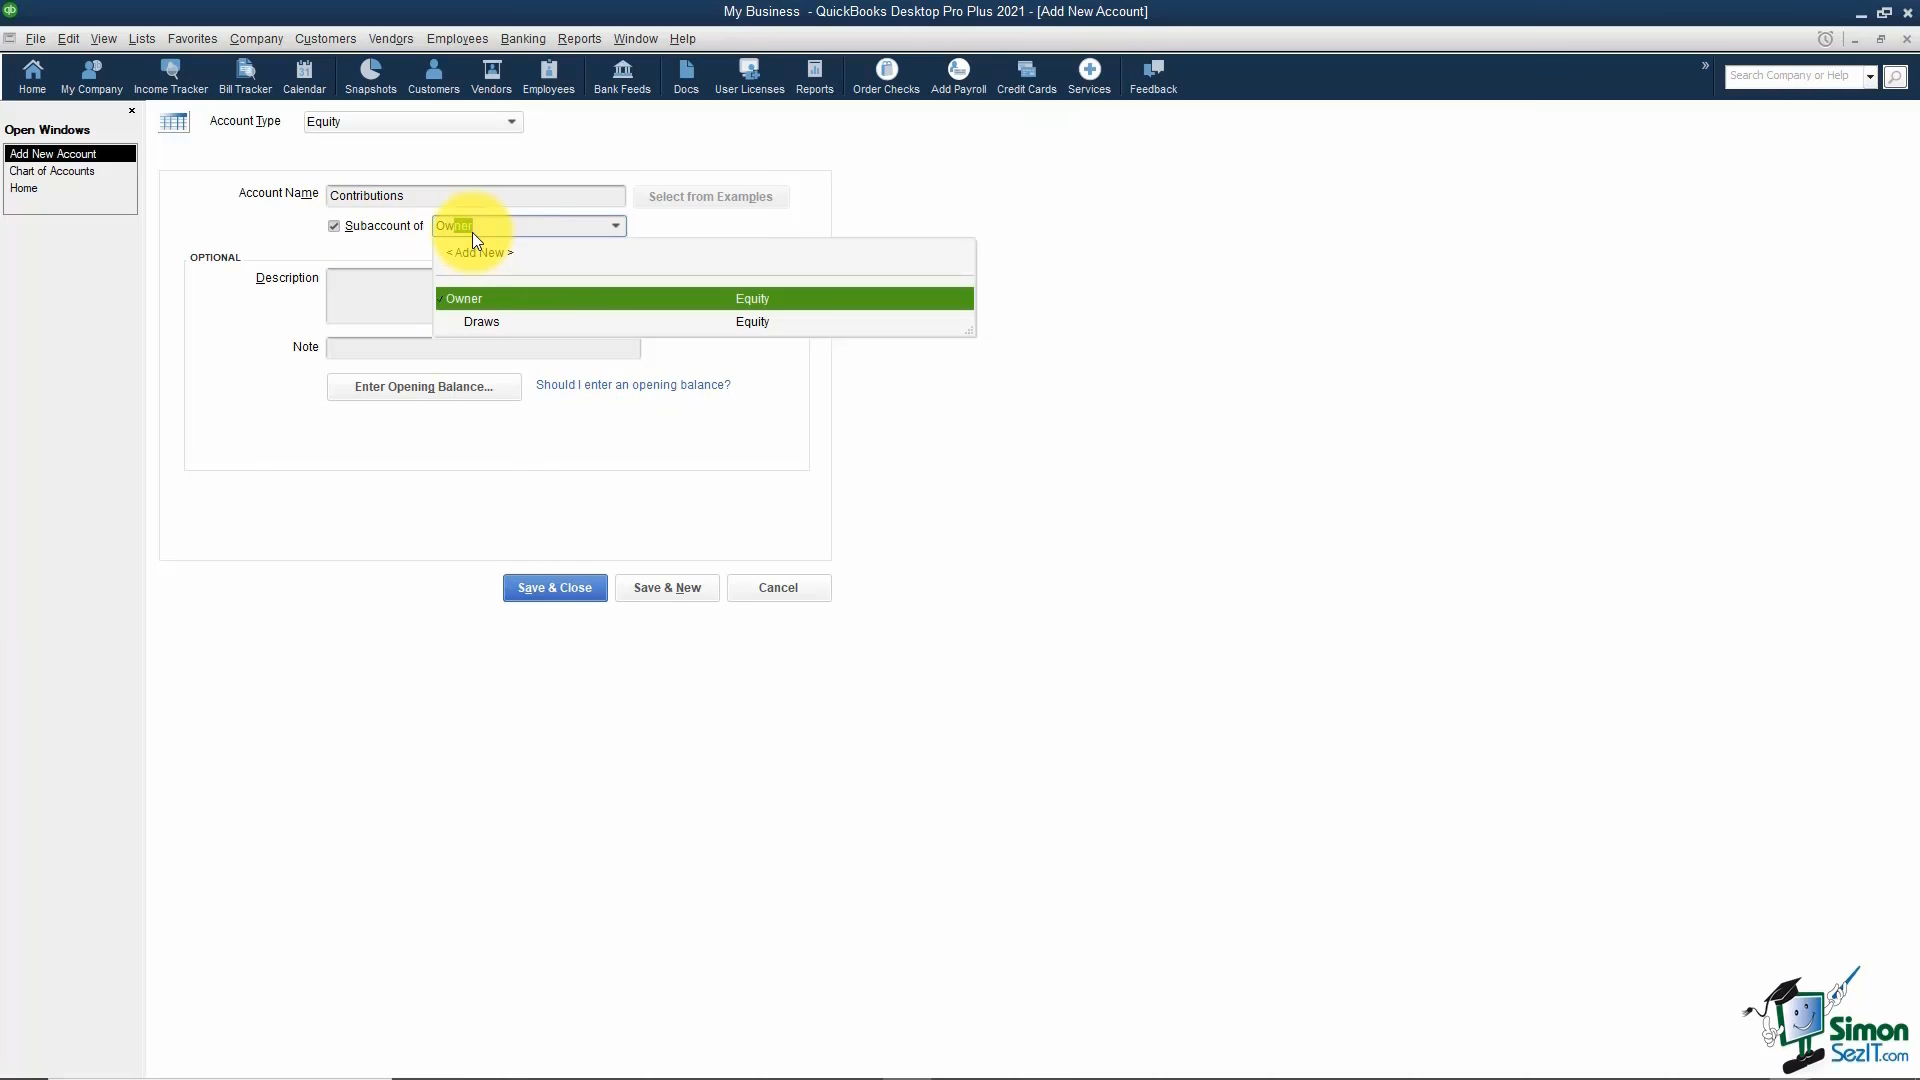 My Business - QuickBooks Desktop Pro Plus 2021 - [Add New Account]
File Edit View Lists Favorites Company Customers Vendors Employees Banking Reports Window Help
Home My Company Income Tracker Bill Tracker Calendar Snapshots Customers Vendors Employees Bank Feeds Docs User Licenses Reports Order Checks Add Payroll Credit Cards Services Feedback
» Search Company or Help
Open Windows
Add New Account
Chart of Accounts
Home
Account Type Equity
Account Name Contributions Select from Examples
Subaccount of Owner
< Add New >
Owner Equity
Draws Equity
OPTIONAL
Description
Note
Enter Opening Balance... Should I enter an opening balance?
Save & Close Save & New Cancel
Simon
SezIT.com